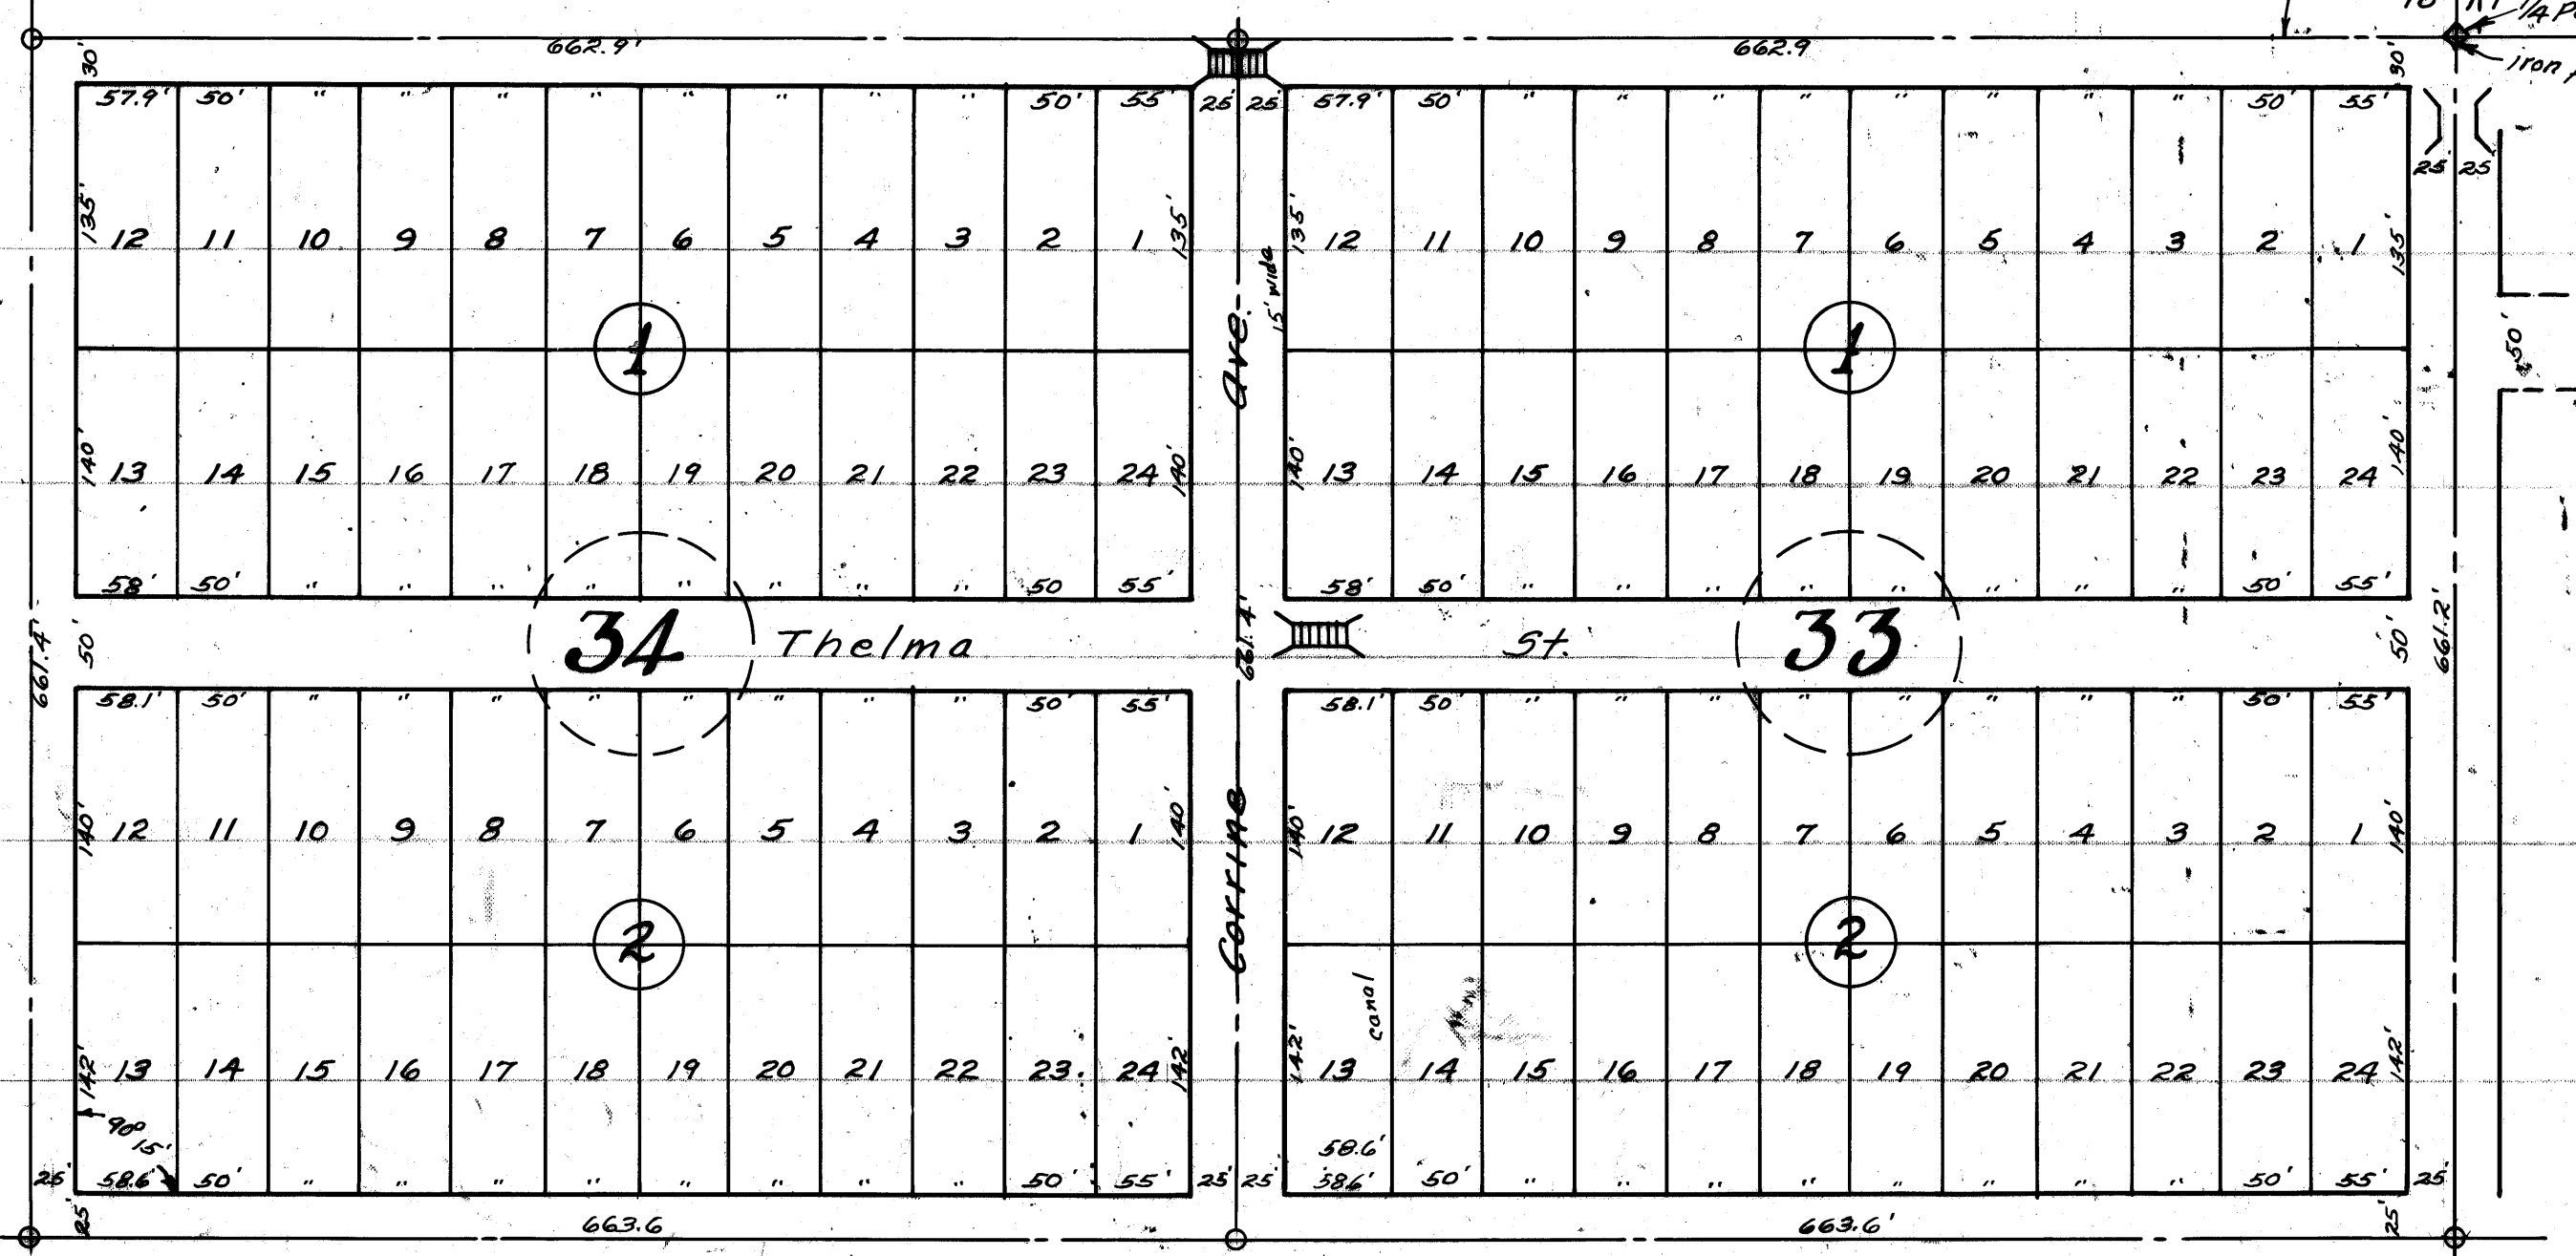 1/4 P
662.9'
662.9
30'
30'
iron
57.9' 50' " " " " " " " " 50' 55'
25' 25'
57.9' 50' " " " " " " " " 50' 55'
25' 25'
135' 12 11 10 9 8 7 6 5 4 3 2 1 135'
135' 12 11 10 9 8 7 6 5 4 3 2 1 135'
15' wide
Ave.
1
1
50'
140' 13 14 15 16 17 18 19 20 21 22 23 24 140'
140' 13 14 15 16 17 18 19 20 21 22 23 24 140'
58' 50' " " " " " " " " 50 55'
58' 50' " " " " " " " " 50' 55'
661.4' 50' 34 Thelma 661.4' St. 33 50' 661.2'
58.1' 50' " " " " " " " " 50' 55'
58.1' 50' " " " " " " " " 50' 55'
140' 12 11 10 9 8 7 6 5 4 3 2 1 140'
140' 12 11 10 9 8 7 6 5 4 3 2 1 140'
Corrine
2
2
canal
142' 13 14 15 16 17 18 19 20 21 22 23 24 142'
142' 13 14 15 16 17 18 19 20 21 22 23 24 142'
90°
15'
58.6'
25' 58.6' 50' " " " " " " " " 50' 55' 25' 25'
58.6' 50' " " " " " " " " 50' 55' 25'
25'
663.6
663.6'
25'